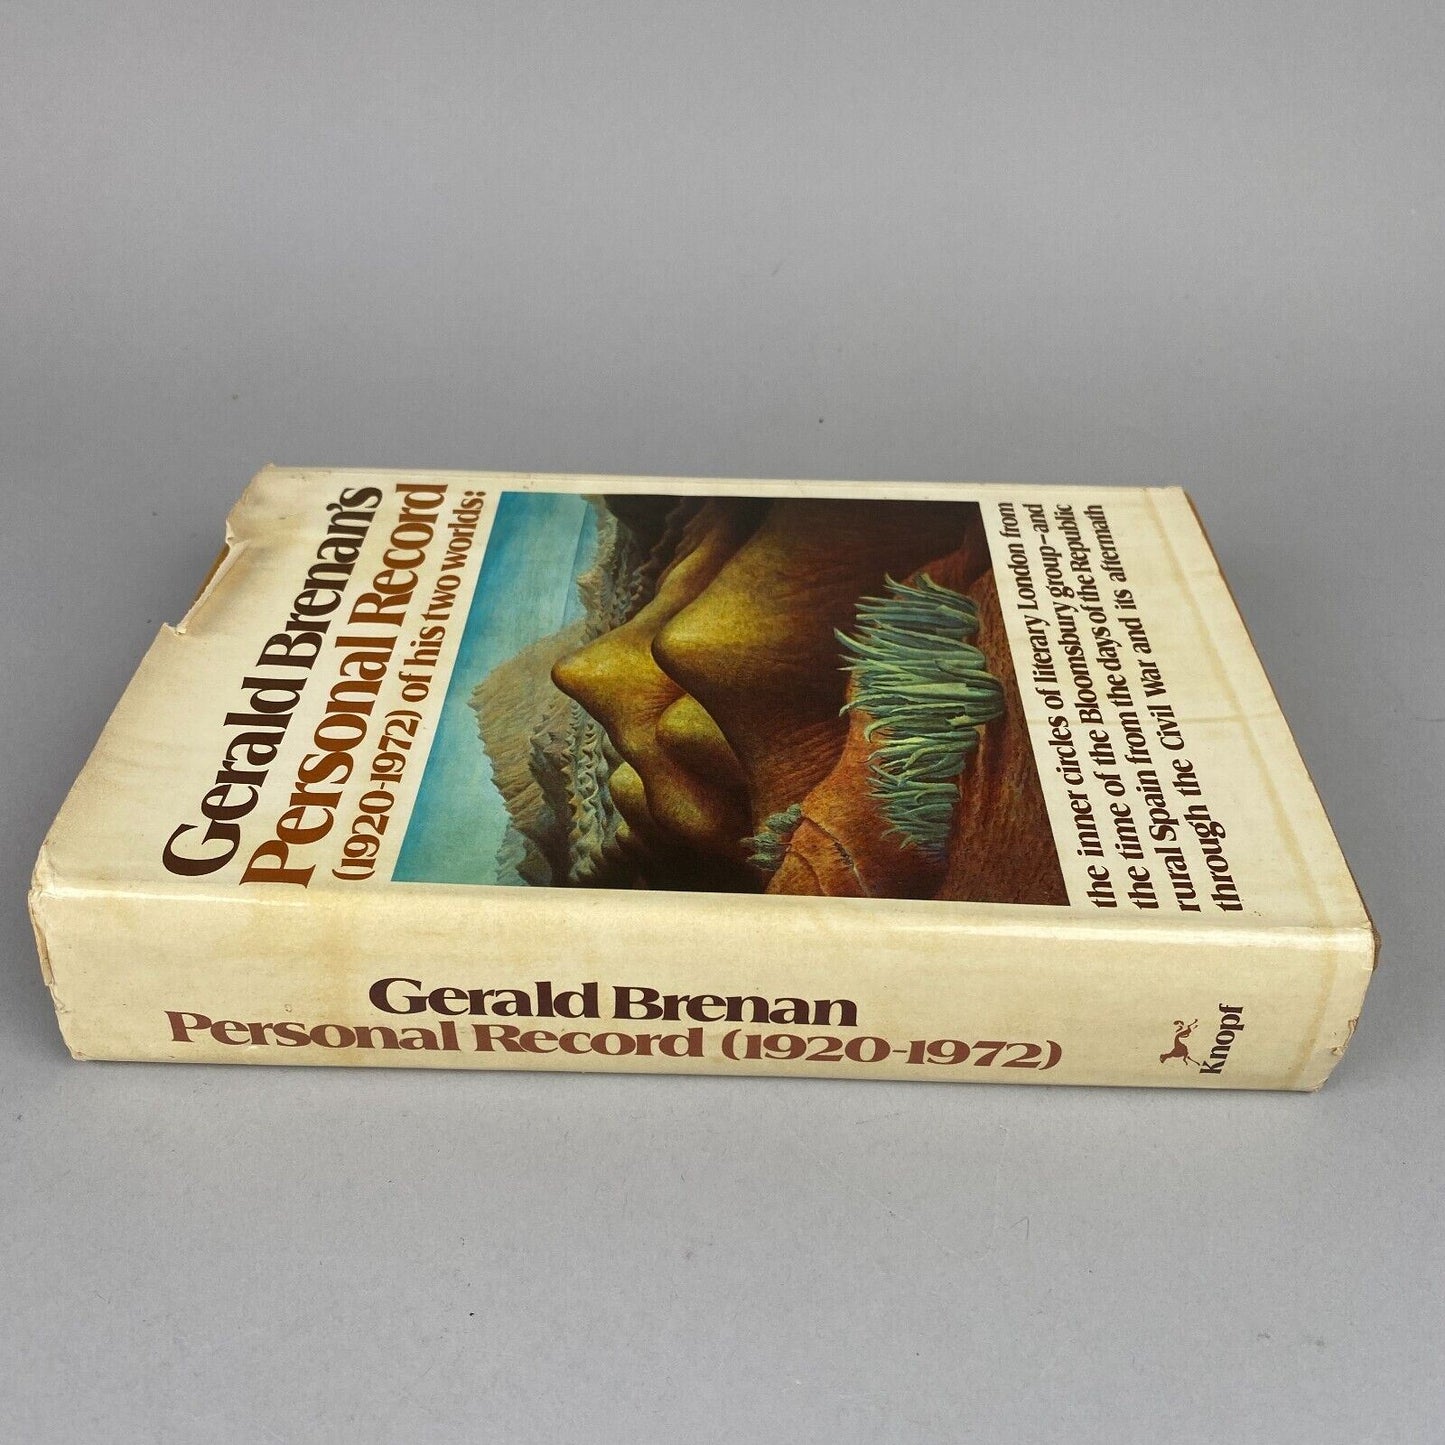 Gerald Brenan's
Personal Record
(1920-1972) of his two worlds:
the inner circles of literary London from
the time of the Bloomsbury group–and
rural Spain from the days of the Republic
through the Civil War and its aftermath
Gerald Brenan
Personal Record (1920-1972)
Knopf